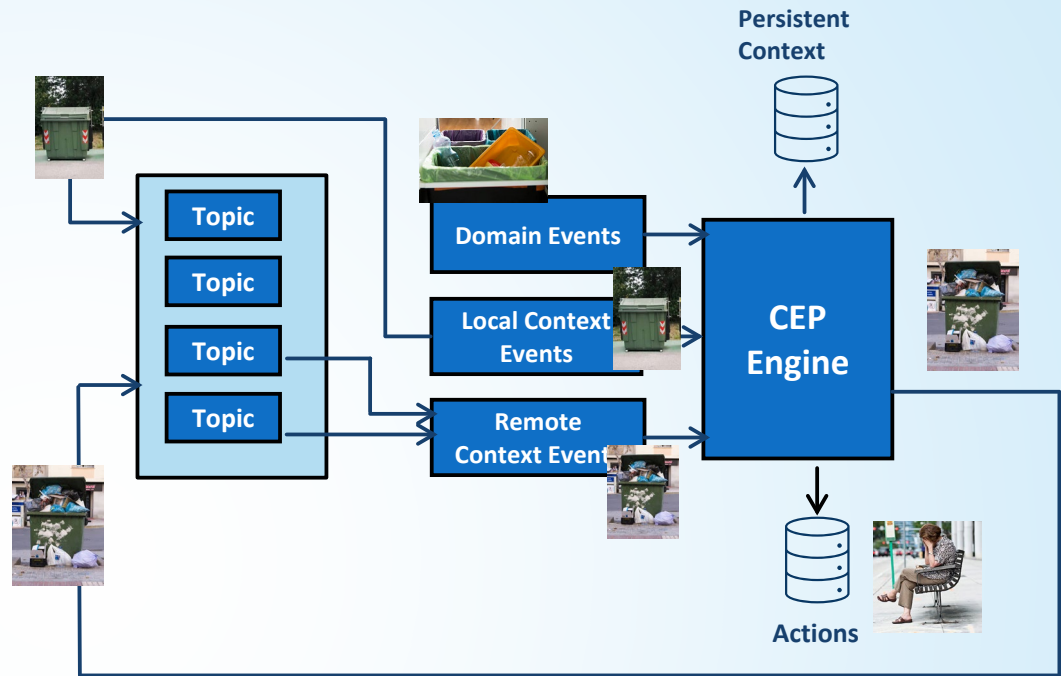 Persistent
Context
Topic
Topic
Topic
Topic
Domain Events
Local Context
Events
Remote
Context Event
CEP
Engine
Actions